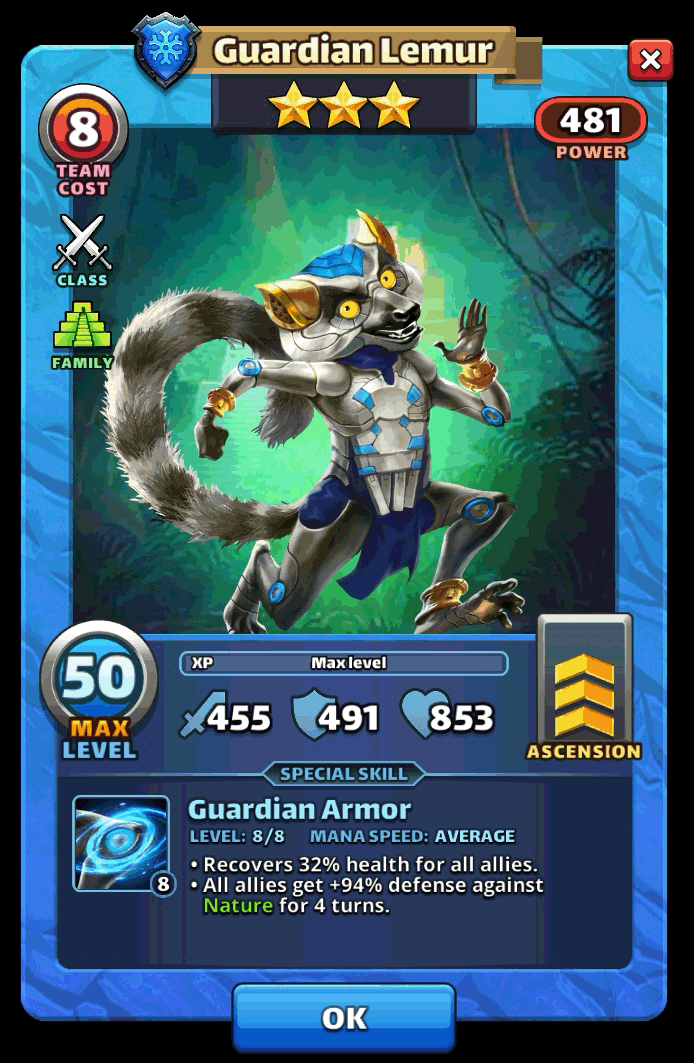 Guardian Lemur
8
TEAM
COST
481
POWER
CLASS
FAMILY
50
MAX
LEVEL
XP Max level
455 491 853
ASCENSION
SPECIAL SKILL
Guardian Armor
LEVEL: 8/8 MANA SPEED: AVERAGE
8
• Recovers 32% health for all allies.
• All allies get +94% defense against
Nature for 4 turns.
OK